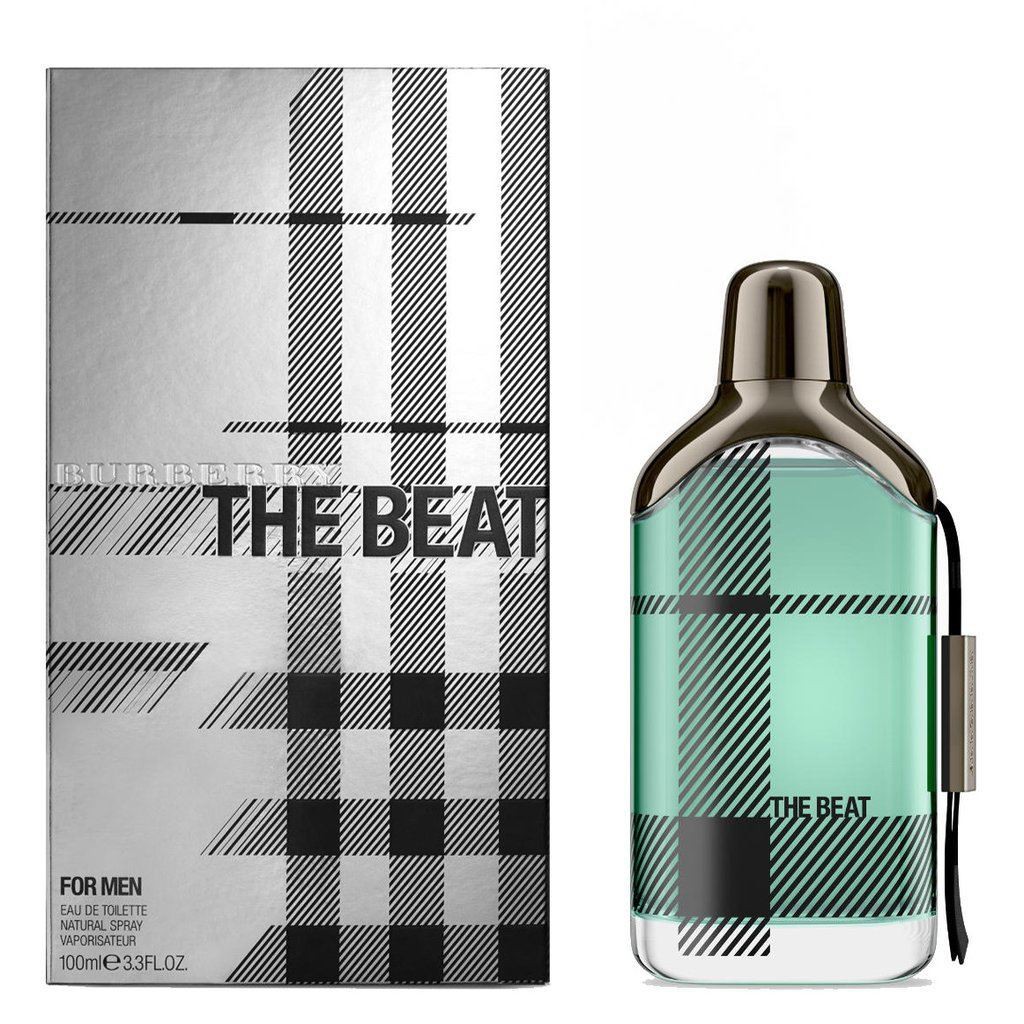 BURBERRY
THE BEAT
FOR MEN
EAU DE TOILETTE
NATURAL SPRAY
VAPORISATEUR
100ml℮3.3FL.OZ.
THE BEAT